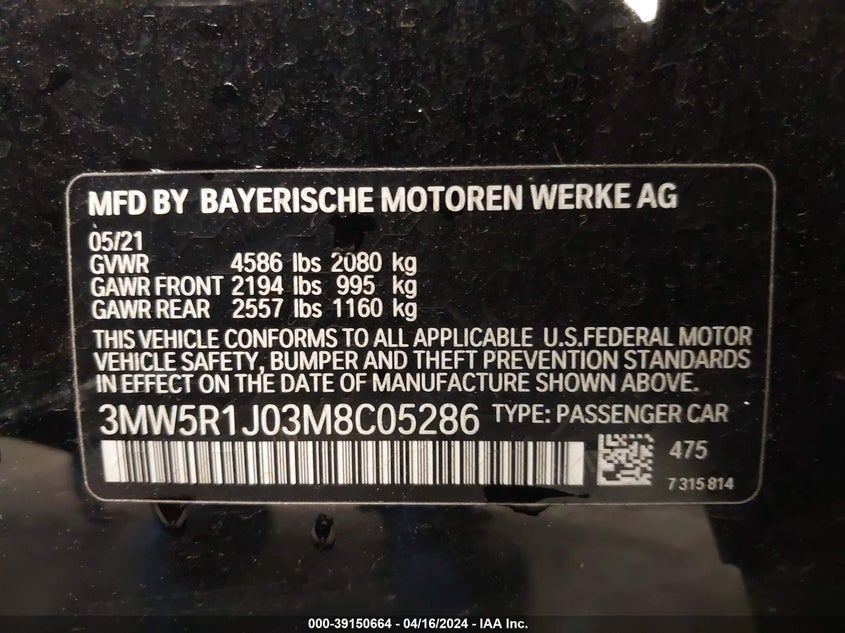 MFD BY BAYERISCHE MOTOREN WERKE AG
05/21
GVWR 4586 lbs 2080 kg
GAWR FRONT 2194 lbs 995 kg
GAWR REAR 2557 lbs 1160 kg
THIS VEHICLE CONFORMS TO ALL APPLICABLE U.S.FEDERAL MOTOR
VEHICLE SAFETY, BUMPER AND THEFT PREVENTION STANDARDS
IN EFFECT ON THE DATE OF MANUFACTURE SHOWN ABOVE.
3MW5R1J03M8C05286 TYPE: PASSENGER CAR
475
7 315 814
000-39150664 - 04/16/2024 - IAA Inc.